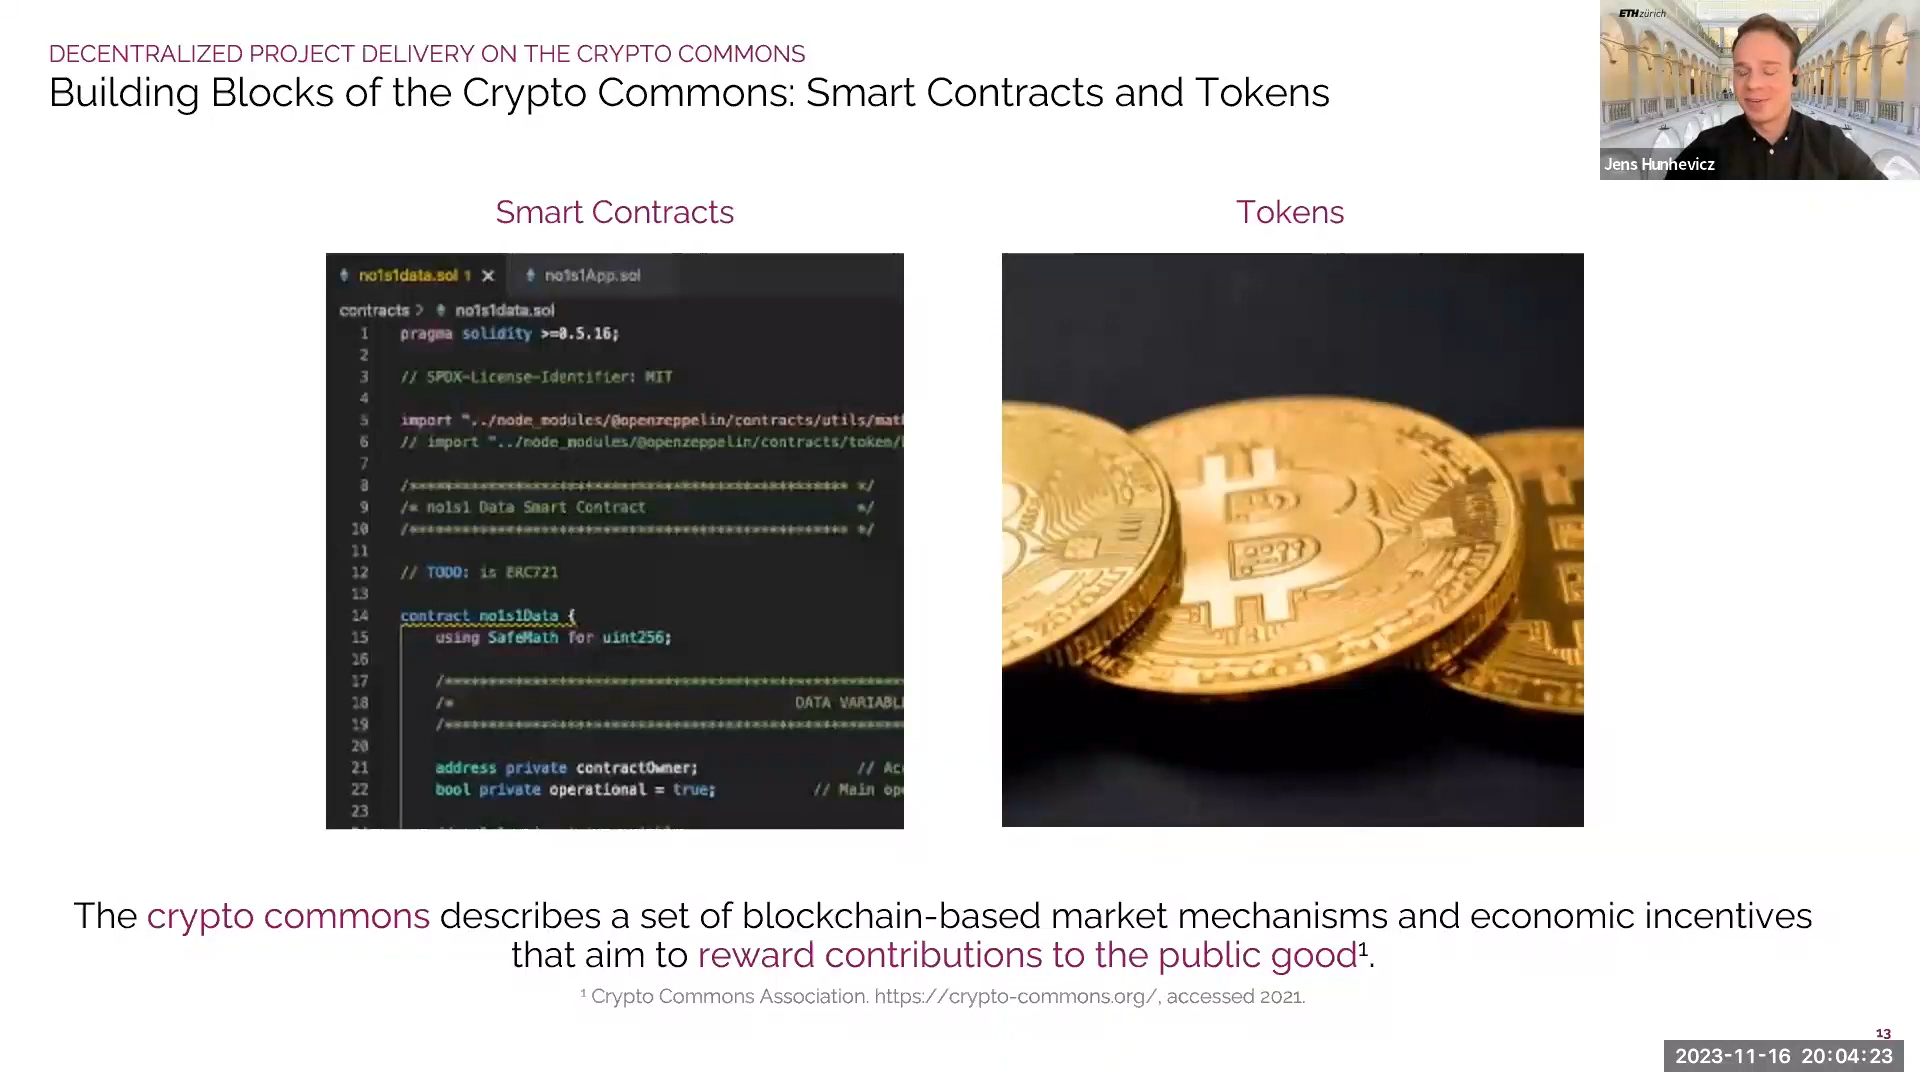 DECENTRALIZED PROJECT DELIVERY ON THE CRYPTO COMMONS
Building Blocks of the Crypto Commons: Smart Contracts and Tokens
ETH zürich
Jens Hunhevicz
Smart Contracts
Tokens
no1s1data.sol 1 ✕ no1s1App.sol
contracts > no1s1data.sol
1 pragma solidity >=0.5.16;
2
3 // SPDX-License-Identifier: MIT
4
5 import "../node_modules/@openzeppelin/contracts/utils/mat
6 // import "../node_modules/@openzeppelin/contracts/token/
7
8
9 /* no1s1 Data Smart Contract */
10
11
12 // TODO: is ERC721
13
14 contract no1s1Data {
15 using SafeMath for uint256;
16
17
18 /* DATA VARIABL
19
20
21 address private contractOwner; // Ac
22 bool private operational = true; // Main op
23
The crypto commons describes a set of blockchain-based market mechanisms and economic incentives
that aim to reward contributions to the public good¹.
¹ Crypto Commons Association. https://crypto-commons.org/, accessed 2021.
13
2023-11-16 20:04:23